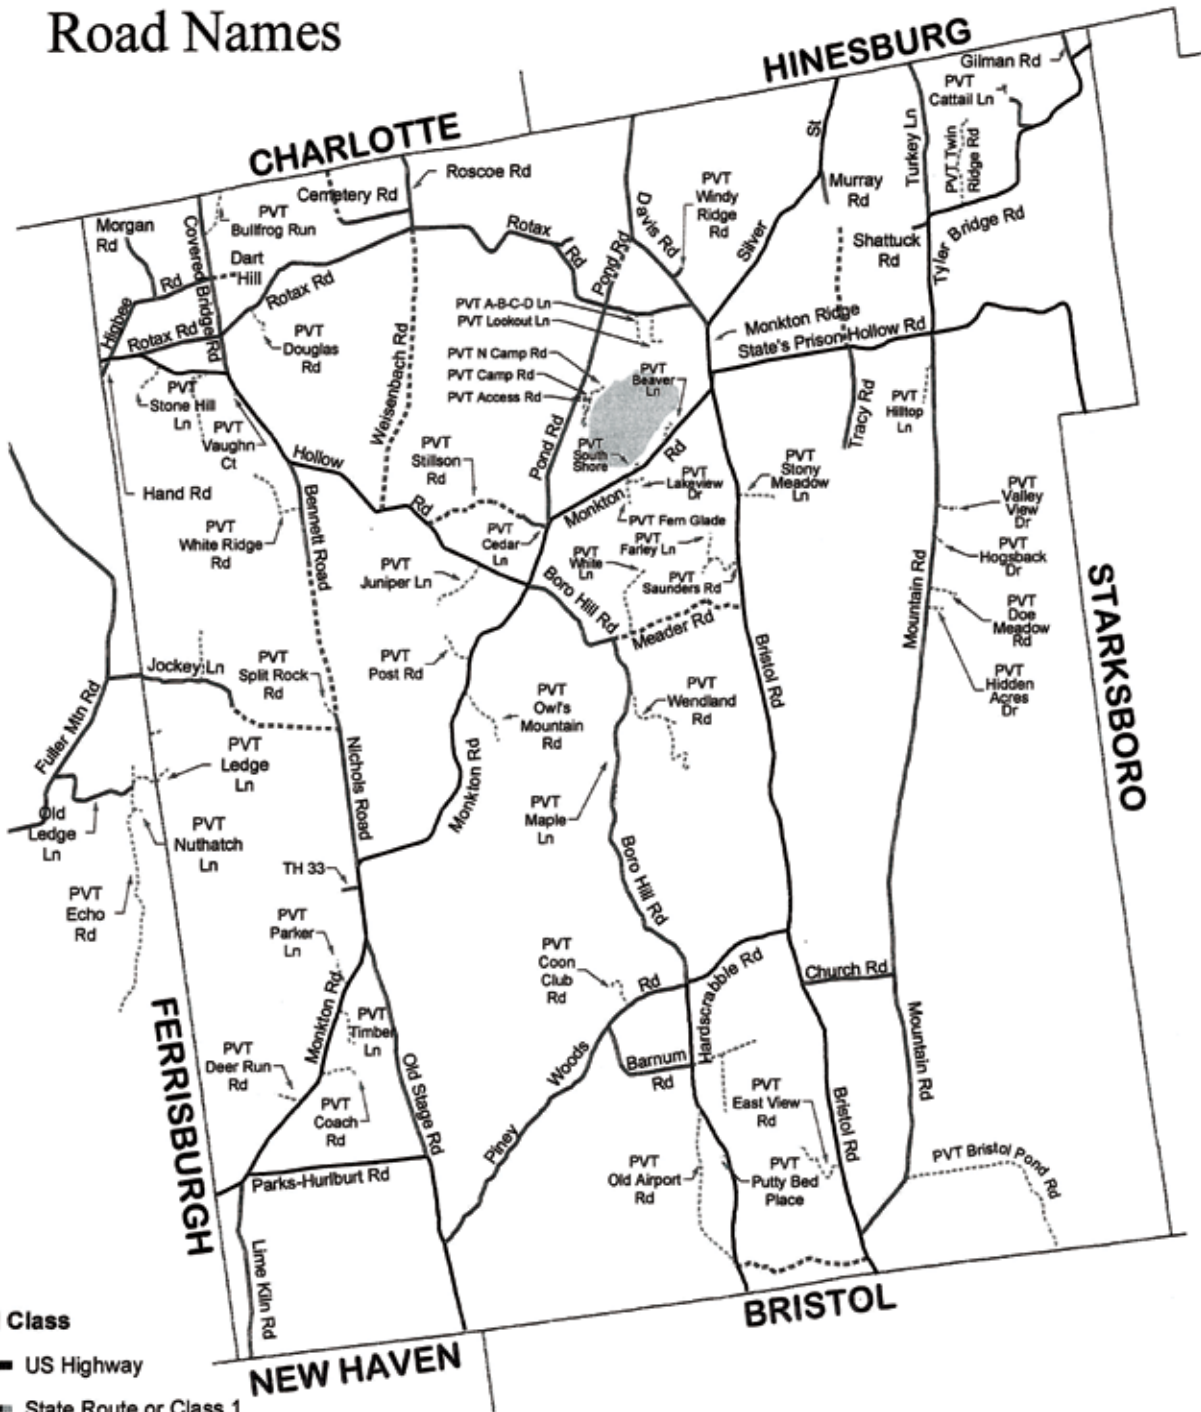 Road Names
HINESBURG
CHARLOTTE
Gilman Rd
PVT
Cattail Ln
Roscoe Rd
Cemetery Rd
St
Turkey Ln
PVT Twin
Ridge Rd
PVT
Windy
Ridge
Rd
Murray
Rd
Morgan
Rd
PVT
Bullfrog Run
Covered Bridge Rd
Davis Rd
Rotax
Rd
Silver
Shattuck
Rd
Tyler Bridge Rd
Dart
Hill
Rd
Higbee
Rotax Rd
Pond Rd
PVT A-B-C-D Ln
PVT Lookout Ln
Monkton Ridge
State's Prison Hollow Rd
Rotax Rd
PVT
Douglas
Rd
Weisenbach Rd
PVT N Camp Rd
PVT Camp Rd
PVT Access Rd
PVT
Beaver
Ln
PVT
Stone Hill
Ln
PVT
Vaughn
Ct
Tracy Rd
PVT
Hilltop
Ln
Hollow
Rd
PVT
Stillson
Rd
Pond Rd
PVT
South
Shore
Rd
Monkton
PVT
Lakeview
Dr
PVT
Stony
Meadow
Ln
Hand Rd
Bennett Road
PVT
Valley
View
Dr
PVT
White Ridge
Rd
PVT
Cedar
Ln
PVT Fern Glade
PVT
Farley Ln
PVT
Hogsback
Dr
PVT
Juniper Ln
PVT
White
Ln
PVT
Saunders Rd
Boro Hill Rd
Meader Rd
Mountain Rd
PVT
Doe
Meadow
Rd
STARKSBORO
Jockey Ln
PVT
Split Rock
Rd
PVT
Post Rd
Bristol Rd
PVT
Hidden
Acres
Dr
PVT
Wendland
Rd
PVT
Owl's
Mountain
Rd
Fuller Mtn Rd
PVT
Ledge
Ln
Nichols Road
Monkton Rd
PVT
Maple
Ln
Old
Ledge
Ln
PVT
Nuthatch
Ln
TH 33
Boro Hill Rd
PVT
Echo
Rd
PVT
Parker
Ln
PVT
Coon
Club
Rd
Rd
Hardscrabble Rd
Church Rd
FERRISBURGH
Monkton Rd
PVT
Timber
Ln
PVT
Deer Run
Rd
Mountain Rd
Woods
Barnum
Rd
Old Stage Rd
PVT
Coach
Rd
PVT
East View
Rd
Bristol Rd
Piney
Parks-Hurlburt Rd
PVT
Old Airport
Rd
PVT
Putty Bed
Place
PVT Bristol Pond Rd
Lime Kiln Rd
BRISTOL
NEW HAVEN
Class
US Highway
State Route or Class 1